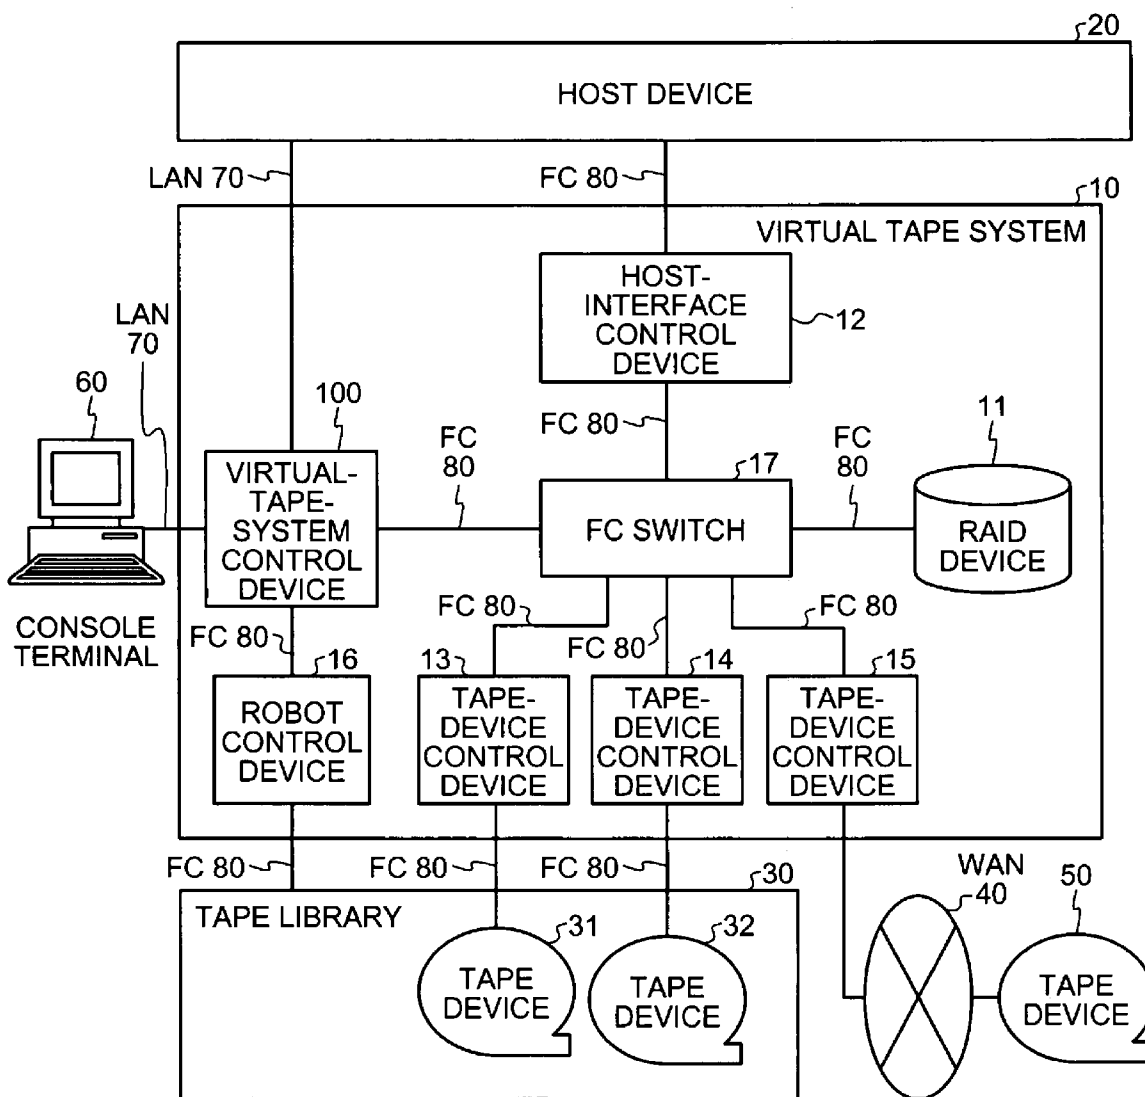 20
HOST DEVICE
LAN 70
FC 80
10
VIRTUAL TAPE SYSTEM
HOST-
INTERFACE
CONTROL
DEVICE
12
LAN
70
60
100
FC 80
FC
80
17
FC
80
11
VIRTUAL-
TAPE-
SYSTEM
CONTROL
DEVICE
FC SWITCH
RAID
DEVICE
CONSOLE
TERMINAL
FC 80
FC 80
FC 80
FC 80
16
13
14
15
ROBOT
CONTROL
DEVICE
TAPE-
DEVICE
CONTROL
DEVICE
TAPE-
DEVICE
CONTROL
DEVICE
TAPE-
DEVICE
CONTROL
DEVICE
FC 80
FC 80
FC 80
30
WAN
40
50
TAPE LIBRARY
31
32
TAPE
DEVICE
TAPE
DEVICE
TAPE
DEVICE